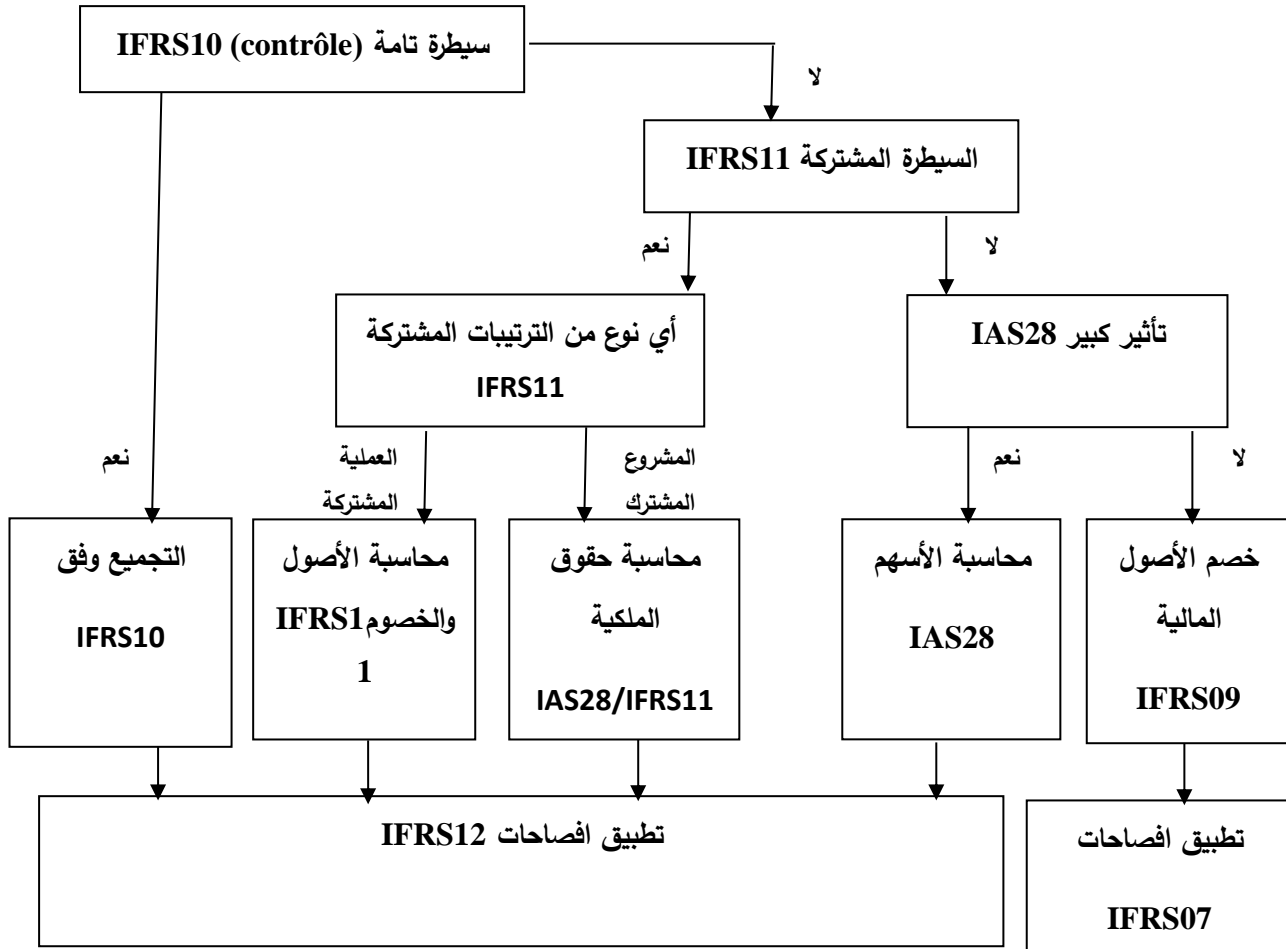 سيطرة تامة IFRS10 (contrôle)
لا
السيطرة المشتركة IFRS11
نعم
لا
أي نوع من الترتيبات المشتركة
IFRS11
تأثير كبير IAS28
نعم
العملية
المشتركة
المشروع
المشترك
نعم
لا
التجميع وفق
IFRS10
محاسبة الأصول
والخصومIFRS1
1
محاسبة حقوق
الملكية
IAS28/IFRS11
محاسبة الأسهم
IAS28
خصم الأصول
المالية
IFRS09
تطبيق افصاحات IFRS12
تطبيق افصاحات
IFRS07